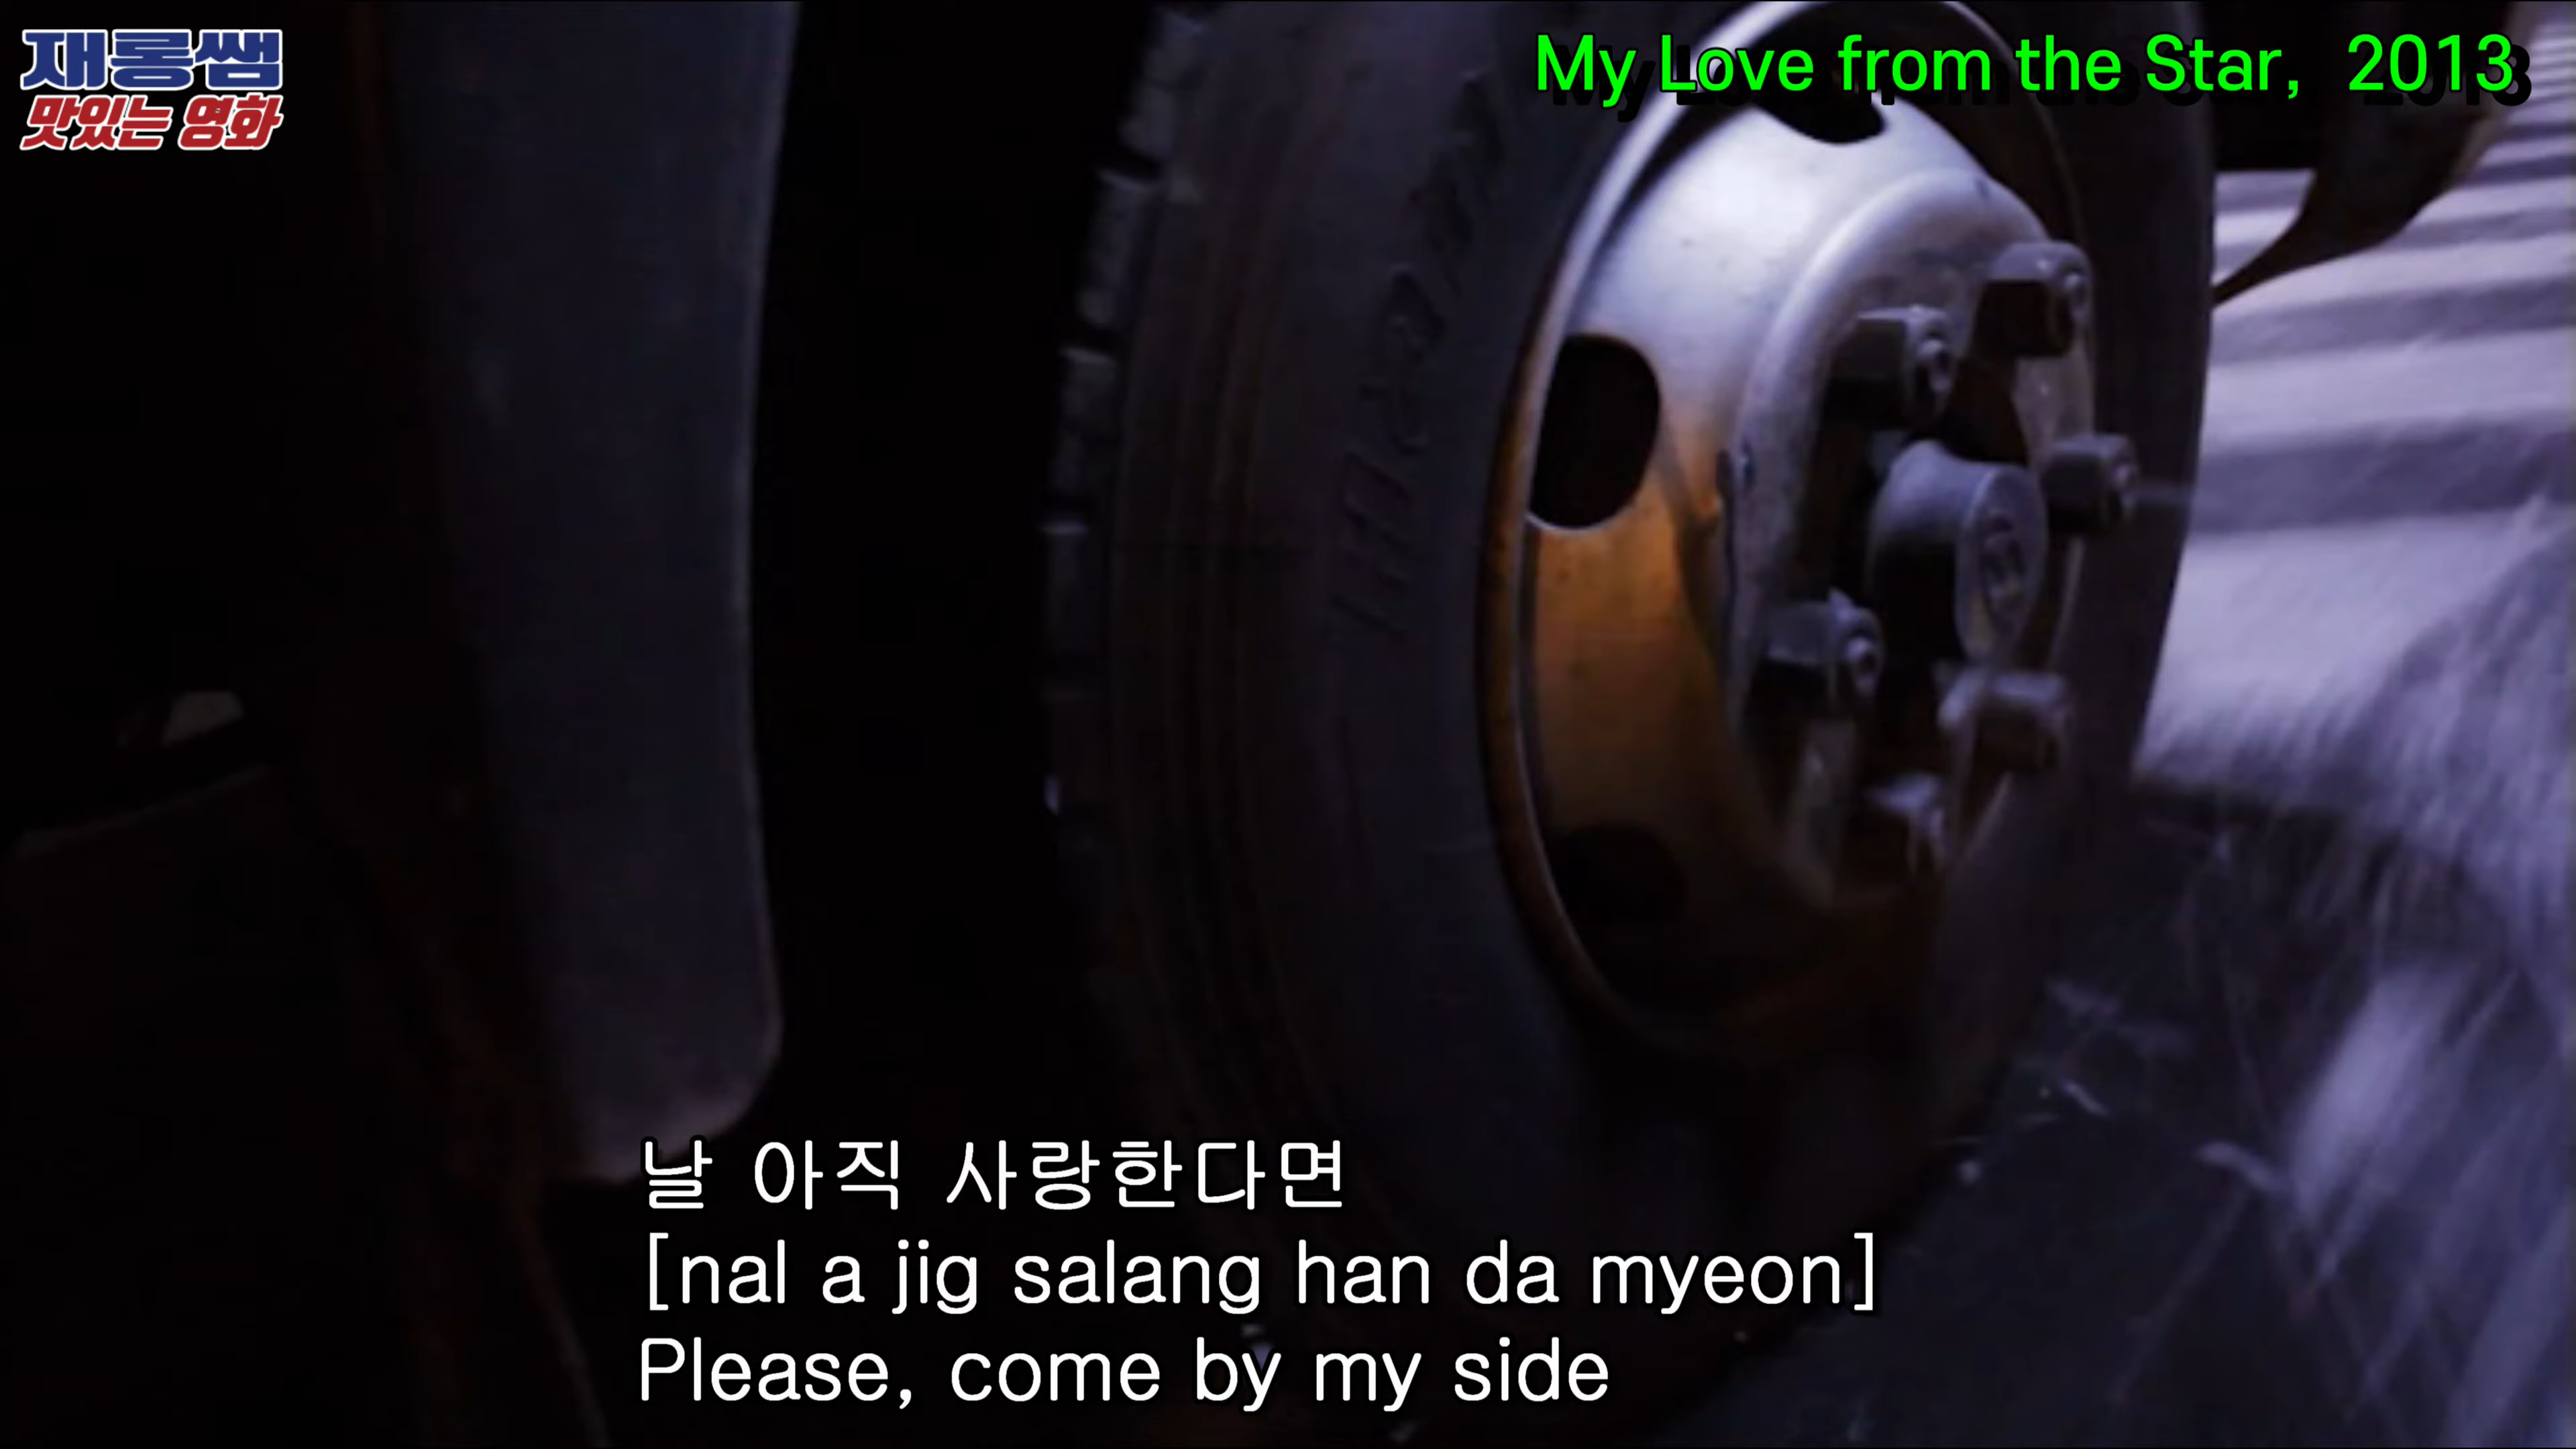 재롱쌤
맛있는 영화
My Love from the Star, 2013
날 아직 사랑한다면
[nal a jig salang han da myeon]
Please, come by my side